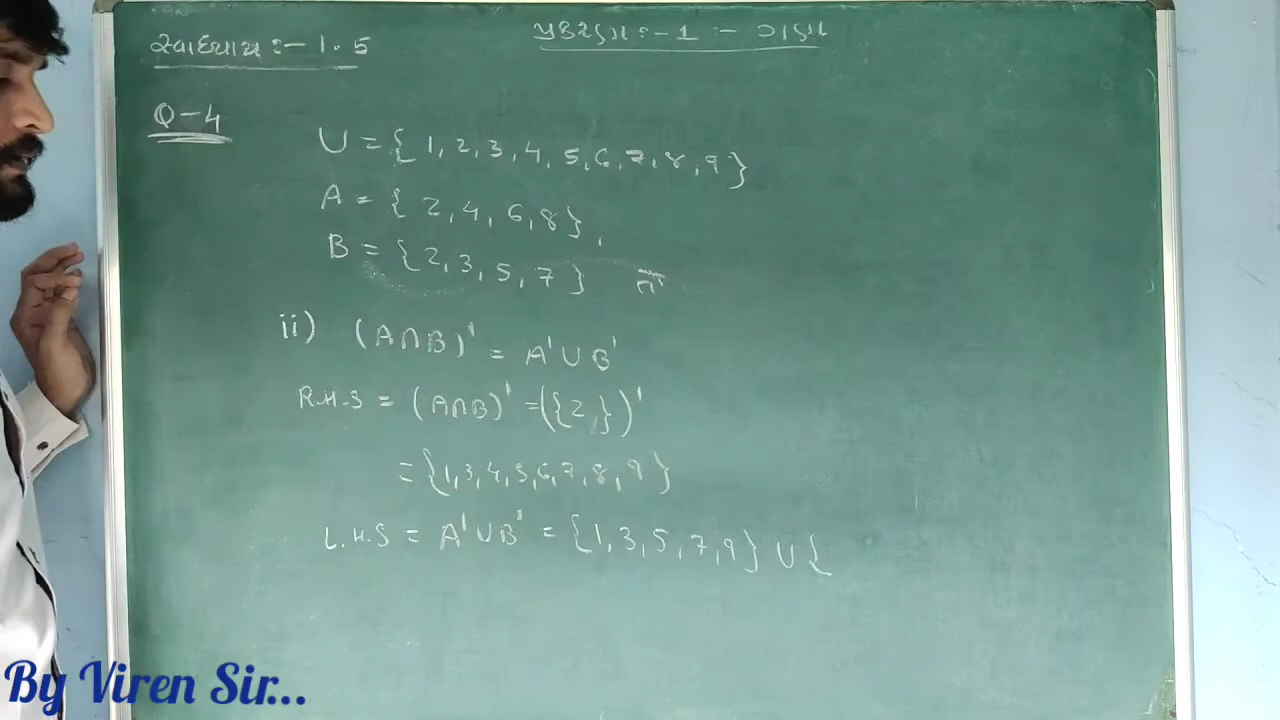 સ્વાધ્યાય :- 1.5
પ્રકરણ :- 1 :- ગણ
Q-4
U = { 1, 2, 3, 4, 5, 6, 7, 8, 9 }
A = { 2, 4, 6, 8 } ,
B = { 2, 3, 5, 7 }
ii) (A∩B)' = A'∪B'
R.H.S = (A∩B)' = ({2, })'
= {1,3,4,5,6,7,8,9 }
L.H.S = A'∪B' = {1,3,5,7,9} ∪ {
By Viren Sir...